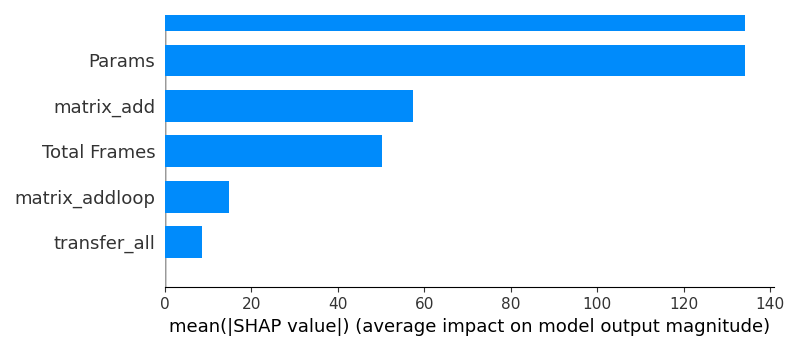 Params
matrix_add
Total Frames
matrix_addloop
transfer_all
0 20 40 60 80 100 120 140
mean(|SHAP value|) (average impact on model output magnitude)